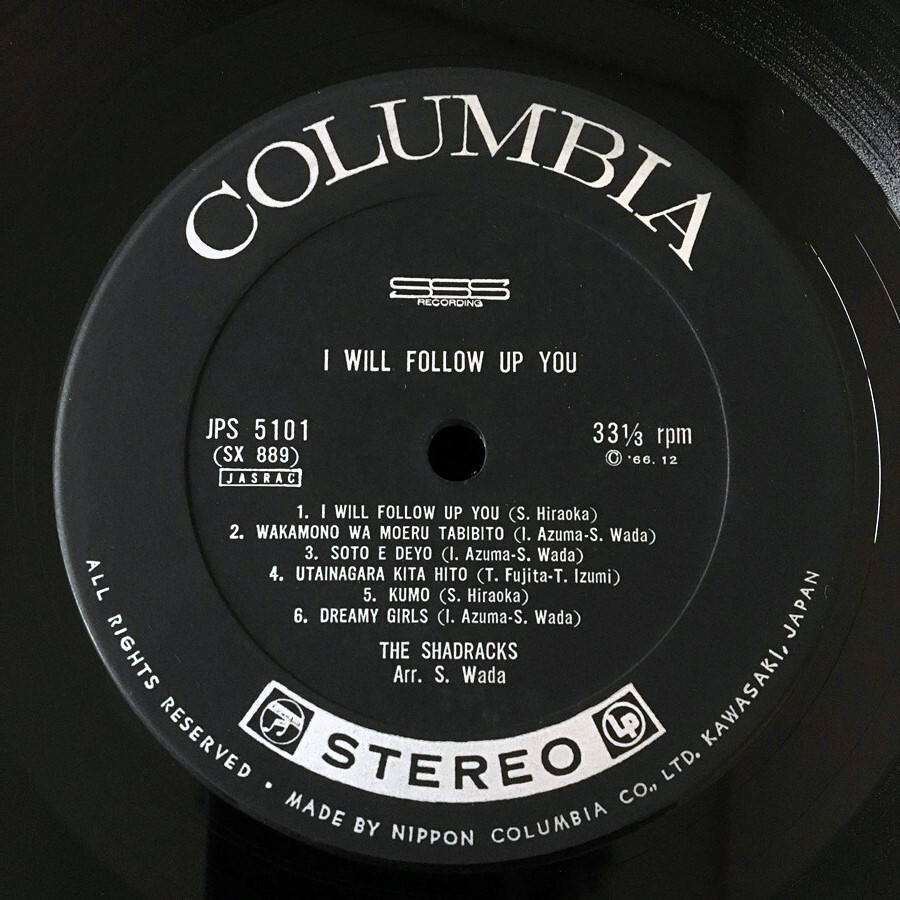 COLUMBIA
SSS
RECORDING
I WILL FOLLOW UP YOU
JPS 5101
(SX 889)
JASRAC
33 1/3 rpm
Ⓒ '66. 12
1. I WILL FOLLOW UP YOU (S. Hiraoka)
2. WAKAMONO WA MOERU TABIBITO (I. Azuma-S. Wada)
3. SOTO E DEYO (I. Azuma-S. Wada)
4. UTAINAGARA KITA HITO (T. Fujita-T. Izumi)
5. KUMO (S. Hiraoka)
6. DREAMY GIRLS (I. Azuma-S. Wada)
THE SHADRACKS
Arr. S. Wada
STEREO
LP
ALL RIGHTS RESERVED • MADE BY NIPPON COLUMBIA CO., LTD. KAWASAKI, JAPAN